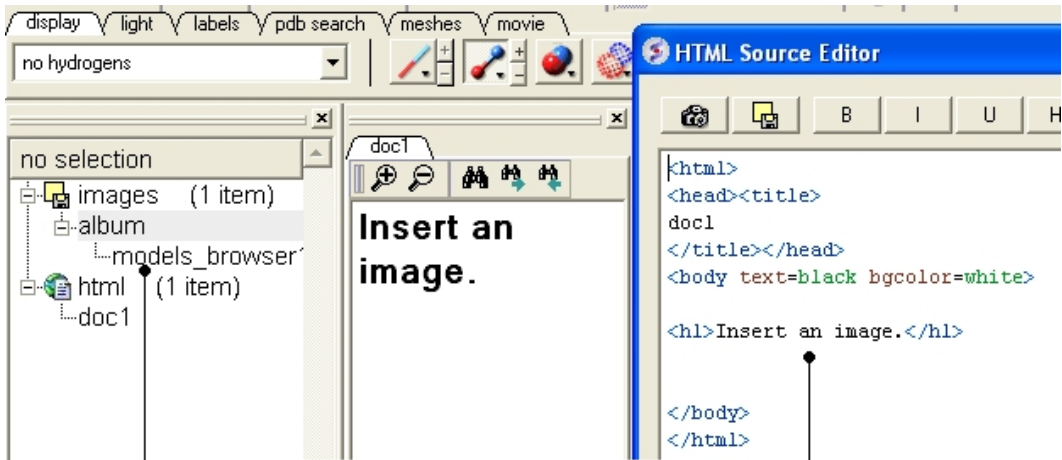 display light labels pdb search meshes movie
no hydrogens
no selection
images (1 item)
album
models_browser
html (1 item)
doc1
doc1
Insert an
image.
HTML Source Editor
B I U H
<html>
<head><title>
doc1
</title></head>
<body text=black bgcolor=white>
<h1>Insert an image.</h1>
</body>
</html>